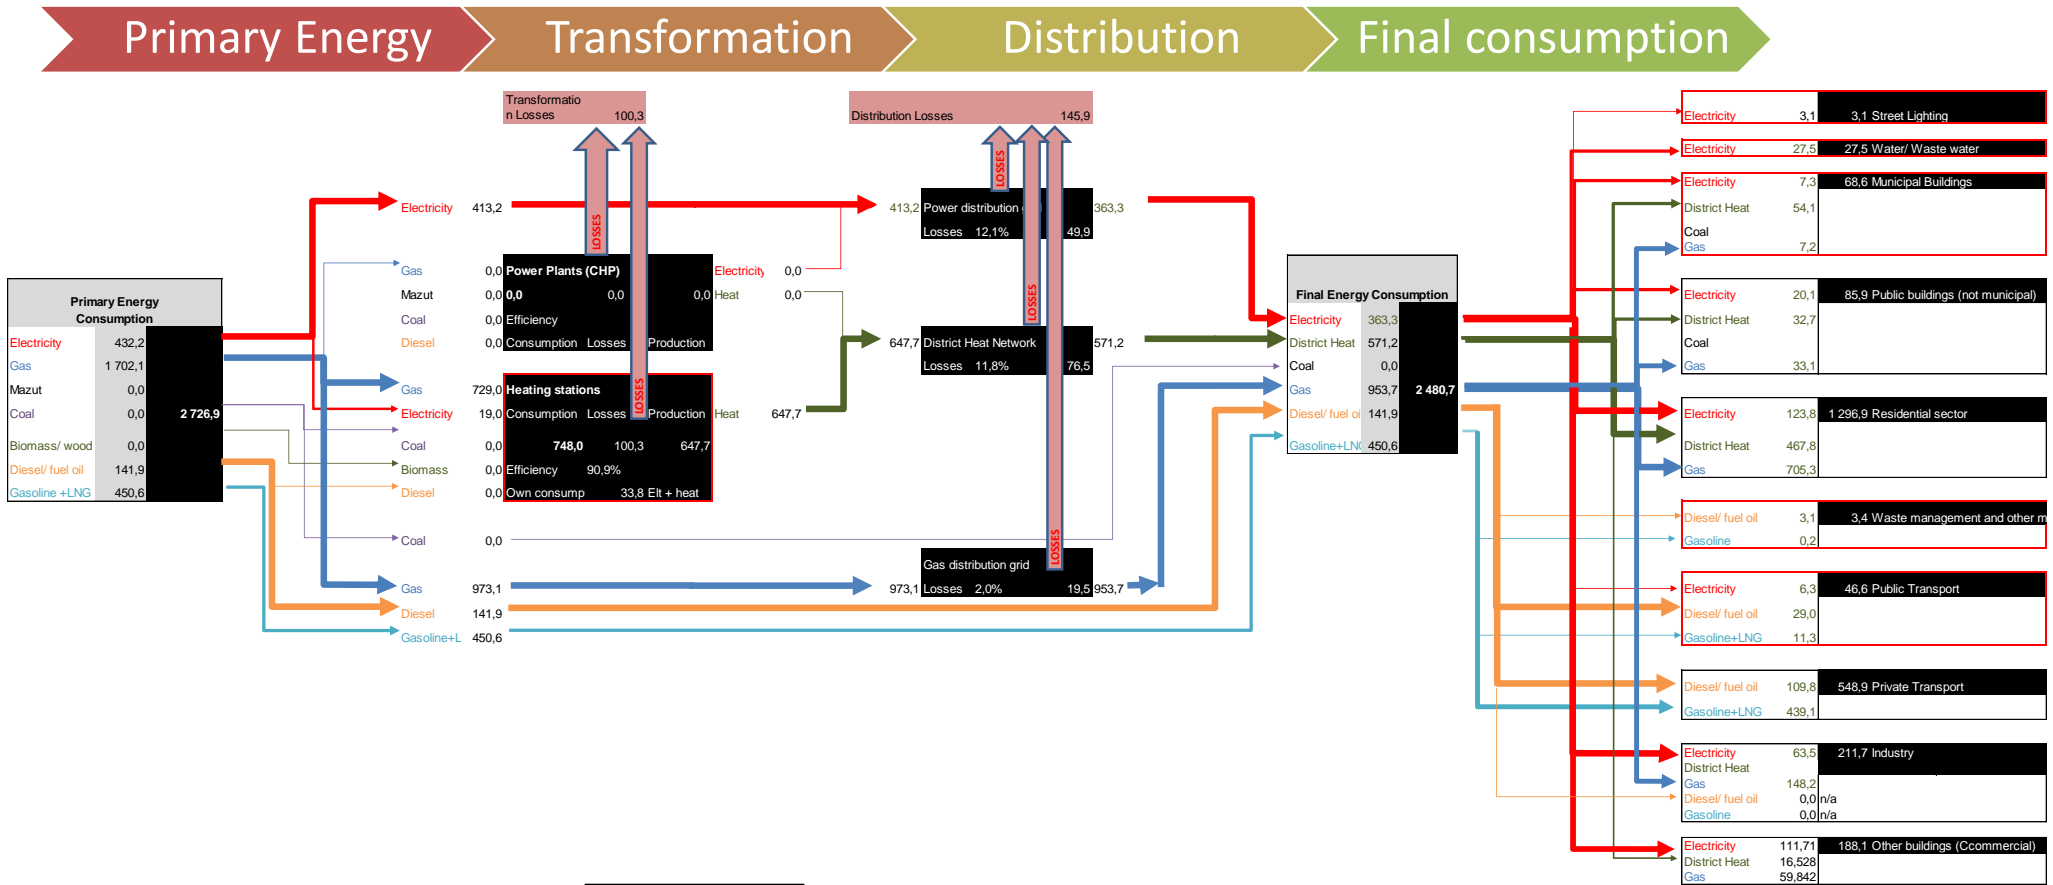 Primary Energy Transformation Distribution Final consumption
Transformatio
n Losses 100,3
Distribution Losses 145,9
LOSSES
LOSSES
LOSSES
LOSSES
LOSSES
Primary Energy
Consumption
Electricity 432,2
Gas 1 702,1
Mazut 0,0
Coal 0,0 2 726,9
Biomass/ wood 0,0
Diesel/ fuel oil 141,9
Gasoline +LNG 450,6
Electricity 413,2
Gas 0,0 Power Plants (CHP) Electricity 0,0
Mazut 0,0 0,0 0,0 0,0 Heat 0,0
Coal 0,0 Efficiency
Diesel 0,0 Consumption Losses Production
Gas 729,0 Heating stations
Electricity 19,0 Consumption Losses Production Heat 647,7
Coal 0,0 748,0 100,3 647,7
Biomass 0,0 Efficiency 90,9%
Diesel 0,0 Own consump 33,8 Elt + heat
Coal 0,0
Gas 973,1
Diesel 141,9
Gasoline+L 450,6
413,2 Power distribution 363,3
Losses 12,1% 49,9
647,7 District Heat Network 571,2
Losses 11,8% 76,5
Gas distribution grid
973,1 Losses 2,0% 19,5 953,7
Final Energy Consumption
Electricity 363,3
District Heat 571,2
Coal 0,0
Gas 953,7 2 480,7
Diesel/ fuel oi 141,9
Gasoline+LNG 450,6
Electricity 3,1 3,1 Street Lighting
Electricity 27,5 27,5 Water/ Waste water
Electricity 7,3 68,6 Municipal Buildings
District Heat 54,1
Coal
Gas 7,2
Electricity 20,1 85,9 Public buildings (not municipal)
District Heat 32,7
Coal
Gas 33,1
Electricity 123,8 1 296,9 Residential sector
District Heat 467,8
Gas 705,3
Diesel/ fuel oil 3,1 3,4 Waste management and other m
Gasoline 0,2
Electricity 6,3 46,6 Public Transport
Diesel/ fuel oil 29,0
Gasoline+LNG 11,3
Diesel/ fuel oil 109,8 548,9 Private Transport
Gasoline+LNG 439,1
Electricity 63,5 211,7 Industry
District Heat
Gas 148,2
Diesel/ fuel oil 0,0 n/a
Gasoline 0,0 n/a
Electricity 111,71 188,1 Other buildings (Ccommercial)
District Heat 16,528
Gas 59,842